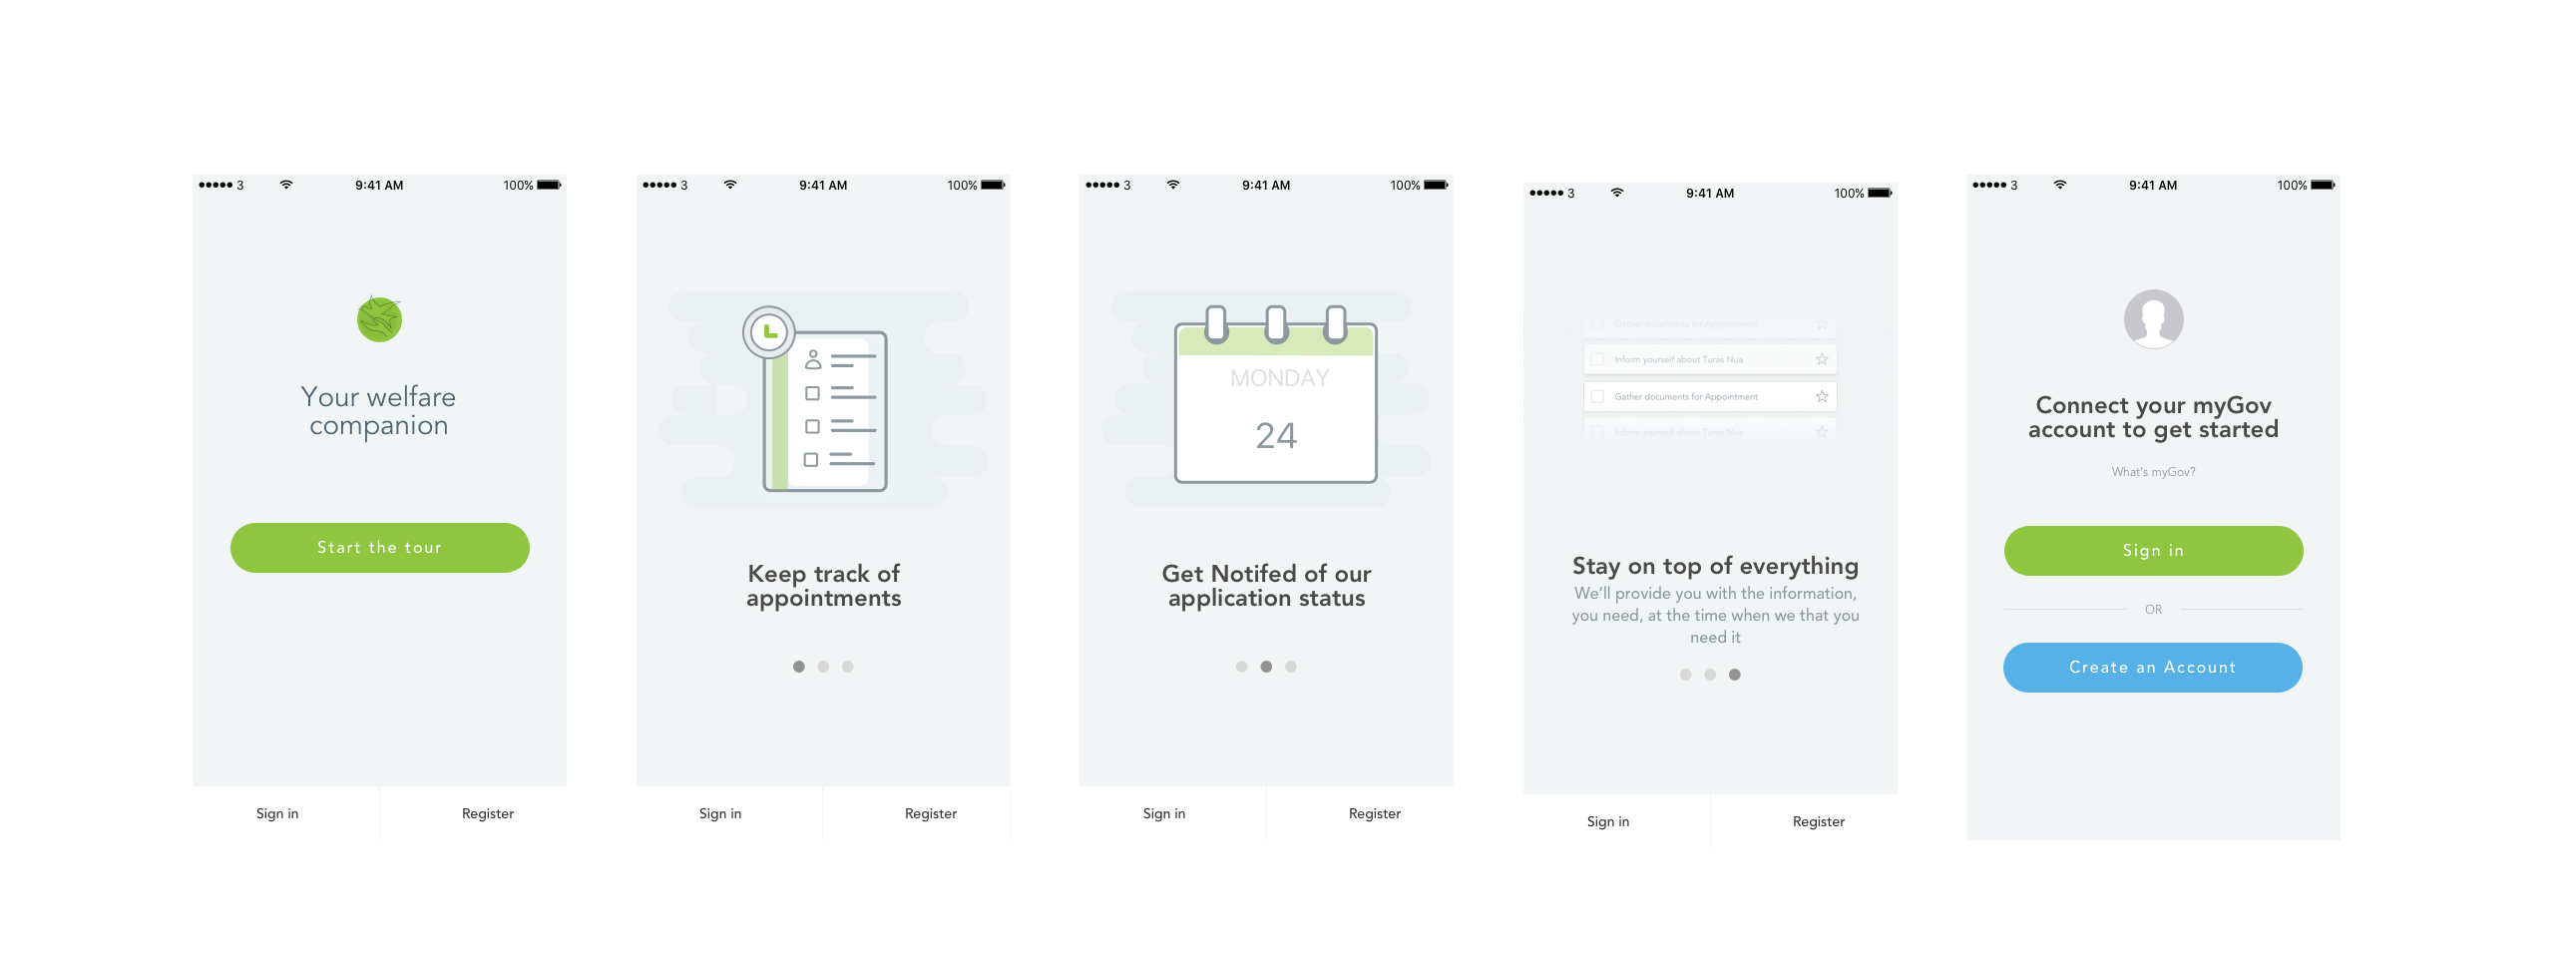 3 9:41 AM 100%
Your welfare
companion
Start the tour
Sign in Register
3 9:41 AM 100%
Keep track of
appointments
Sign in Register
3 9:41 AM 100%
MONDAY
24
Get Notifed of our
application status
Sign in Register
3 9:41 AM 100%
Gather documents for Appointment
Inform yourself about Turas Nua
Gather documents for Appointment
Inform yourself about Turas Nua
Stay on top of everything
We'll provide you with the information,
you need, at the time when we that you
need it
Sign in Register
3 9:41 AM 100%
Connect your myGov
account to get started
What's myGov?
Sign in
OR
Create an Account